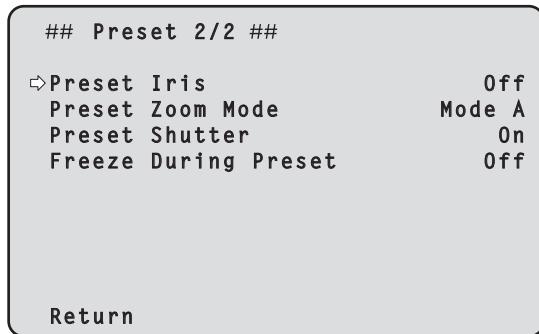 ## Preset 2/2 ##
⇨Preset Iris Off
Preset Zoom Mode Mode A
Preset Shutter On
Freeze During Preset Off
Return